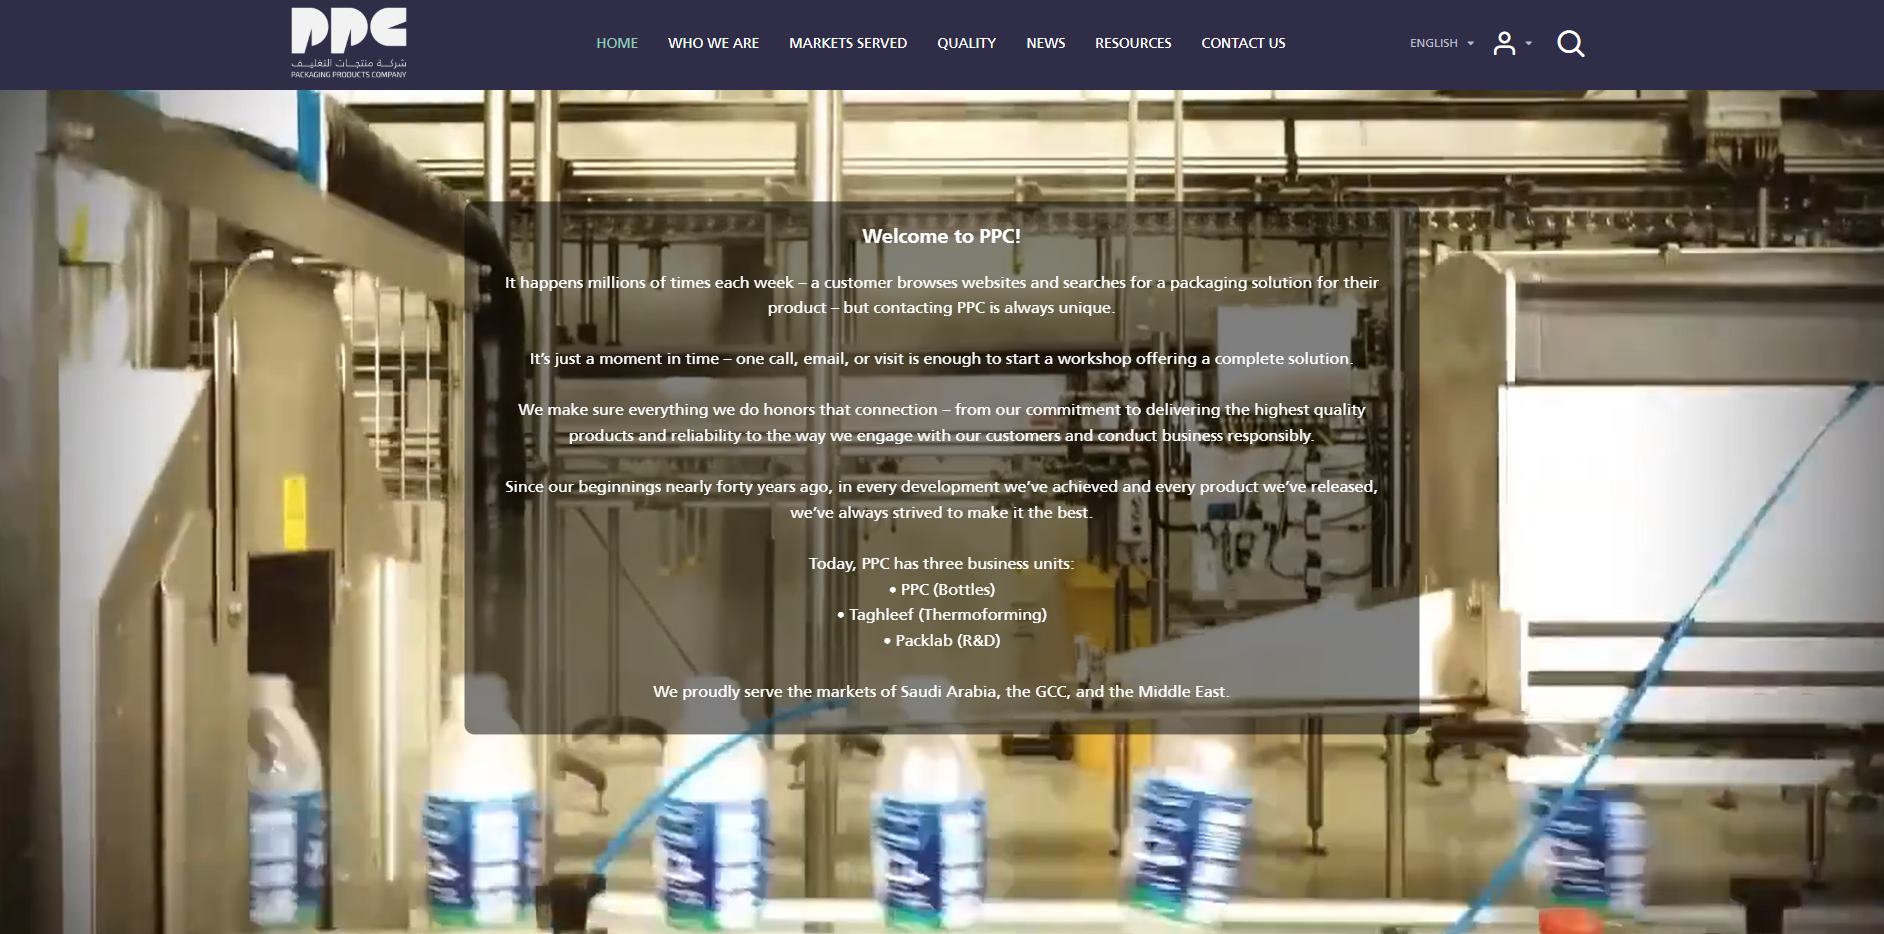 PPC
شركة منتجات التغليف
PACKAGING PRODUCTS COMPANY
HOME
WHO WE ARE
MARKETS SERVED
QUALITY
NEWS
RESOURCES
CONTACT US
ENGLISH
Welcome to PPC!
It happens millions of times each week – a customer browses websites and searches for a packaging solution for their
product – but contacting PPC is always unique.
It’s just a moment in time – one call, email, or visit is enough to start a workshop offering a complete solution.
We make sure everything we do honors that connection – from our commitment to delivering the highest quality
products and reliability to the way we engage with our customers and conduct business responsibly.
Since our beginnings nearly forty years ago, in every development we’ve achieved and every product we’ve released,
we’ve always strived to make it the best.
Today, PPC has three business units:
• PPC (Bottles)
• Taghleef (Thermoforming)
• Packlab (R&D)
We proudly serve the markets of Saudi Arabia, the GCC, and the Middle East.